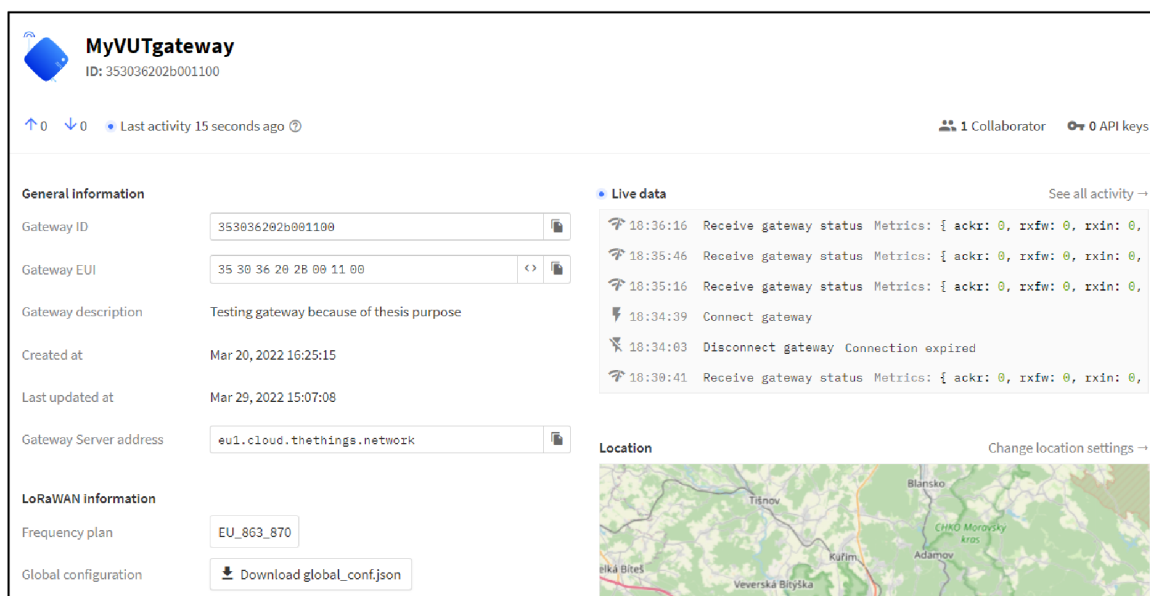 MyVUTgateway
ID: 353036202b001100
0 0 Last activity 15 seconds ago
1 Collaborator 0 API keys
General information
Gateway ID 353036202b001100
Gateway EUI 35 30 36 20 2B 00 11 00
Gateway description Testing gateway because of thesis purpose
Created at Mar 20, 2022 16:25:15
Last updated at Mar 29, 2022 15:07:08
Gateway Server address eu1.cloud.thethings.network
LoRaWAN information
Frequency plan EU_863_870
Global configuration Download global_conf.json
Live data See all activity →
18:36:16 Receive gateway status Metrics: { ackr: 0, rxfw: 0, rxin: 0,
18:35:46 Receive gateway status Metrics: { ackr: 0, rxfw: 0, rxin: 0,
18:35:16 Receive gateway status Metrics: { ackr: 0, rxfw: 0, rxin: 0,
18:34:39 Connect gateway
18:34:03 Disconnect gateway Connection expired
18:30:41 Receive gateway status Metrics: { ackr: 0, rxfw: 0, rxin: 0,
Location Change location settings →
Blansko
Tišnov
CHKO Moravský
kras
Kuřim
Adamov
elká Bíteš
Veverská Bítýška